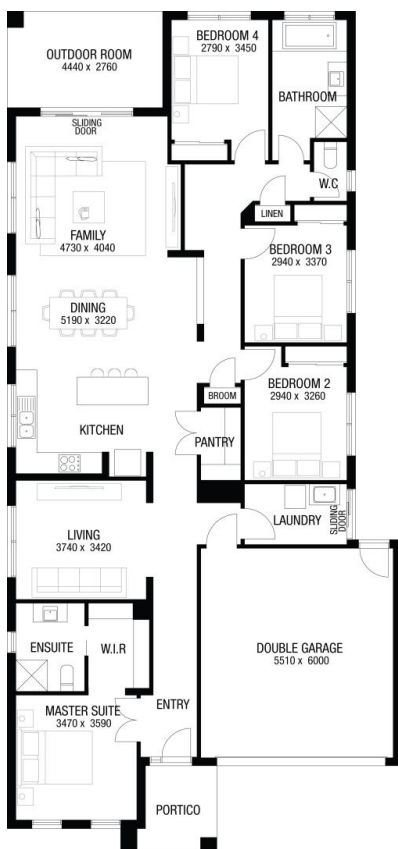 BEDROOM 4
2790 x 3450
OUTDOOR ROOM
4440 x 2760
BATHROOM
SLIDING
DOOR
W.C
LINEN
FAMILY
4730 x 4040
BEDROOM 3
2940 x 3370
DINING
5190 x 3220
BEDROOM 2
2940 x 3260
BROOM
KITCHEN
PANTRY
LAUNDRY
SLIDING
DOOR
LIVING
3740 x 3420
ENSUITE
W.I.R
DOUBLE GARAGE
5510 x 6000
MASTER SUITE
3470 x 3590
ENTRY
PORTICO